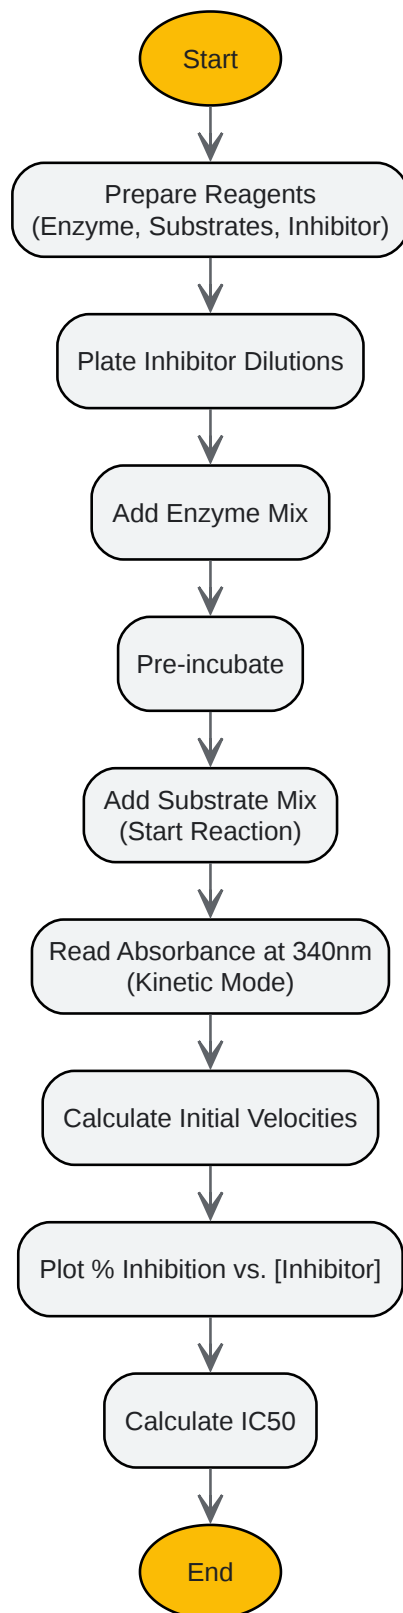 Start
Prepare Reagents
(Enzyme, Substrates, Inhibitor)
Plate Inhibitor Dilutions
Add Enzyme Mix
Pre-incubate
Add Substrate Mix
(Start Reaction)
Read Absorbance at 340nm
(Kinetic Mode)
Calculate Initial Velocities
Plot % Inhibition vs. [Inhibitor]
Calculate IC50
End